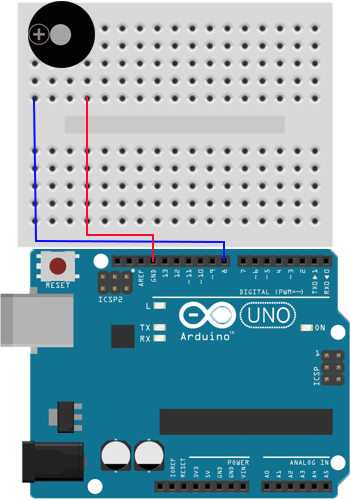 +
RESET
ICSP2
AREF
GND
13
12
~11
~10
~9
8
7
~6
~5
4
~3
2
TX0▶1
RX0◀0
DIGITAL (PWM=~)
L
TX
RX
Arduino™
UNO
ON
1
ICSP
IOREF
RESET
3V3
5V
GND
GND
VIN
POWER
ANALOG IN
A0
A1
A2
A3
A4
A5